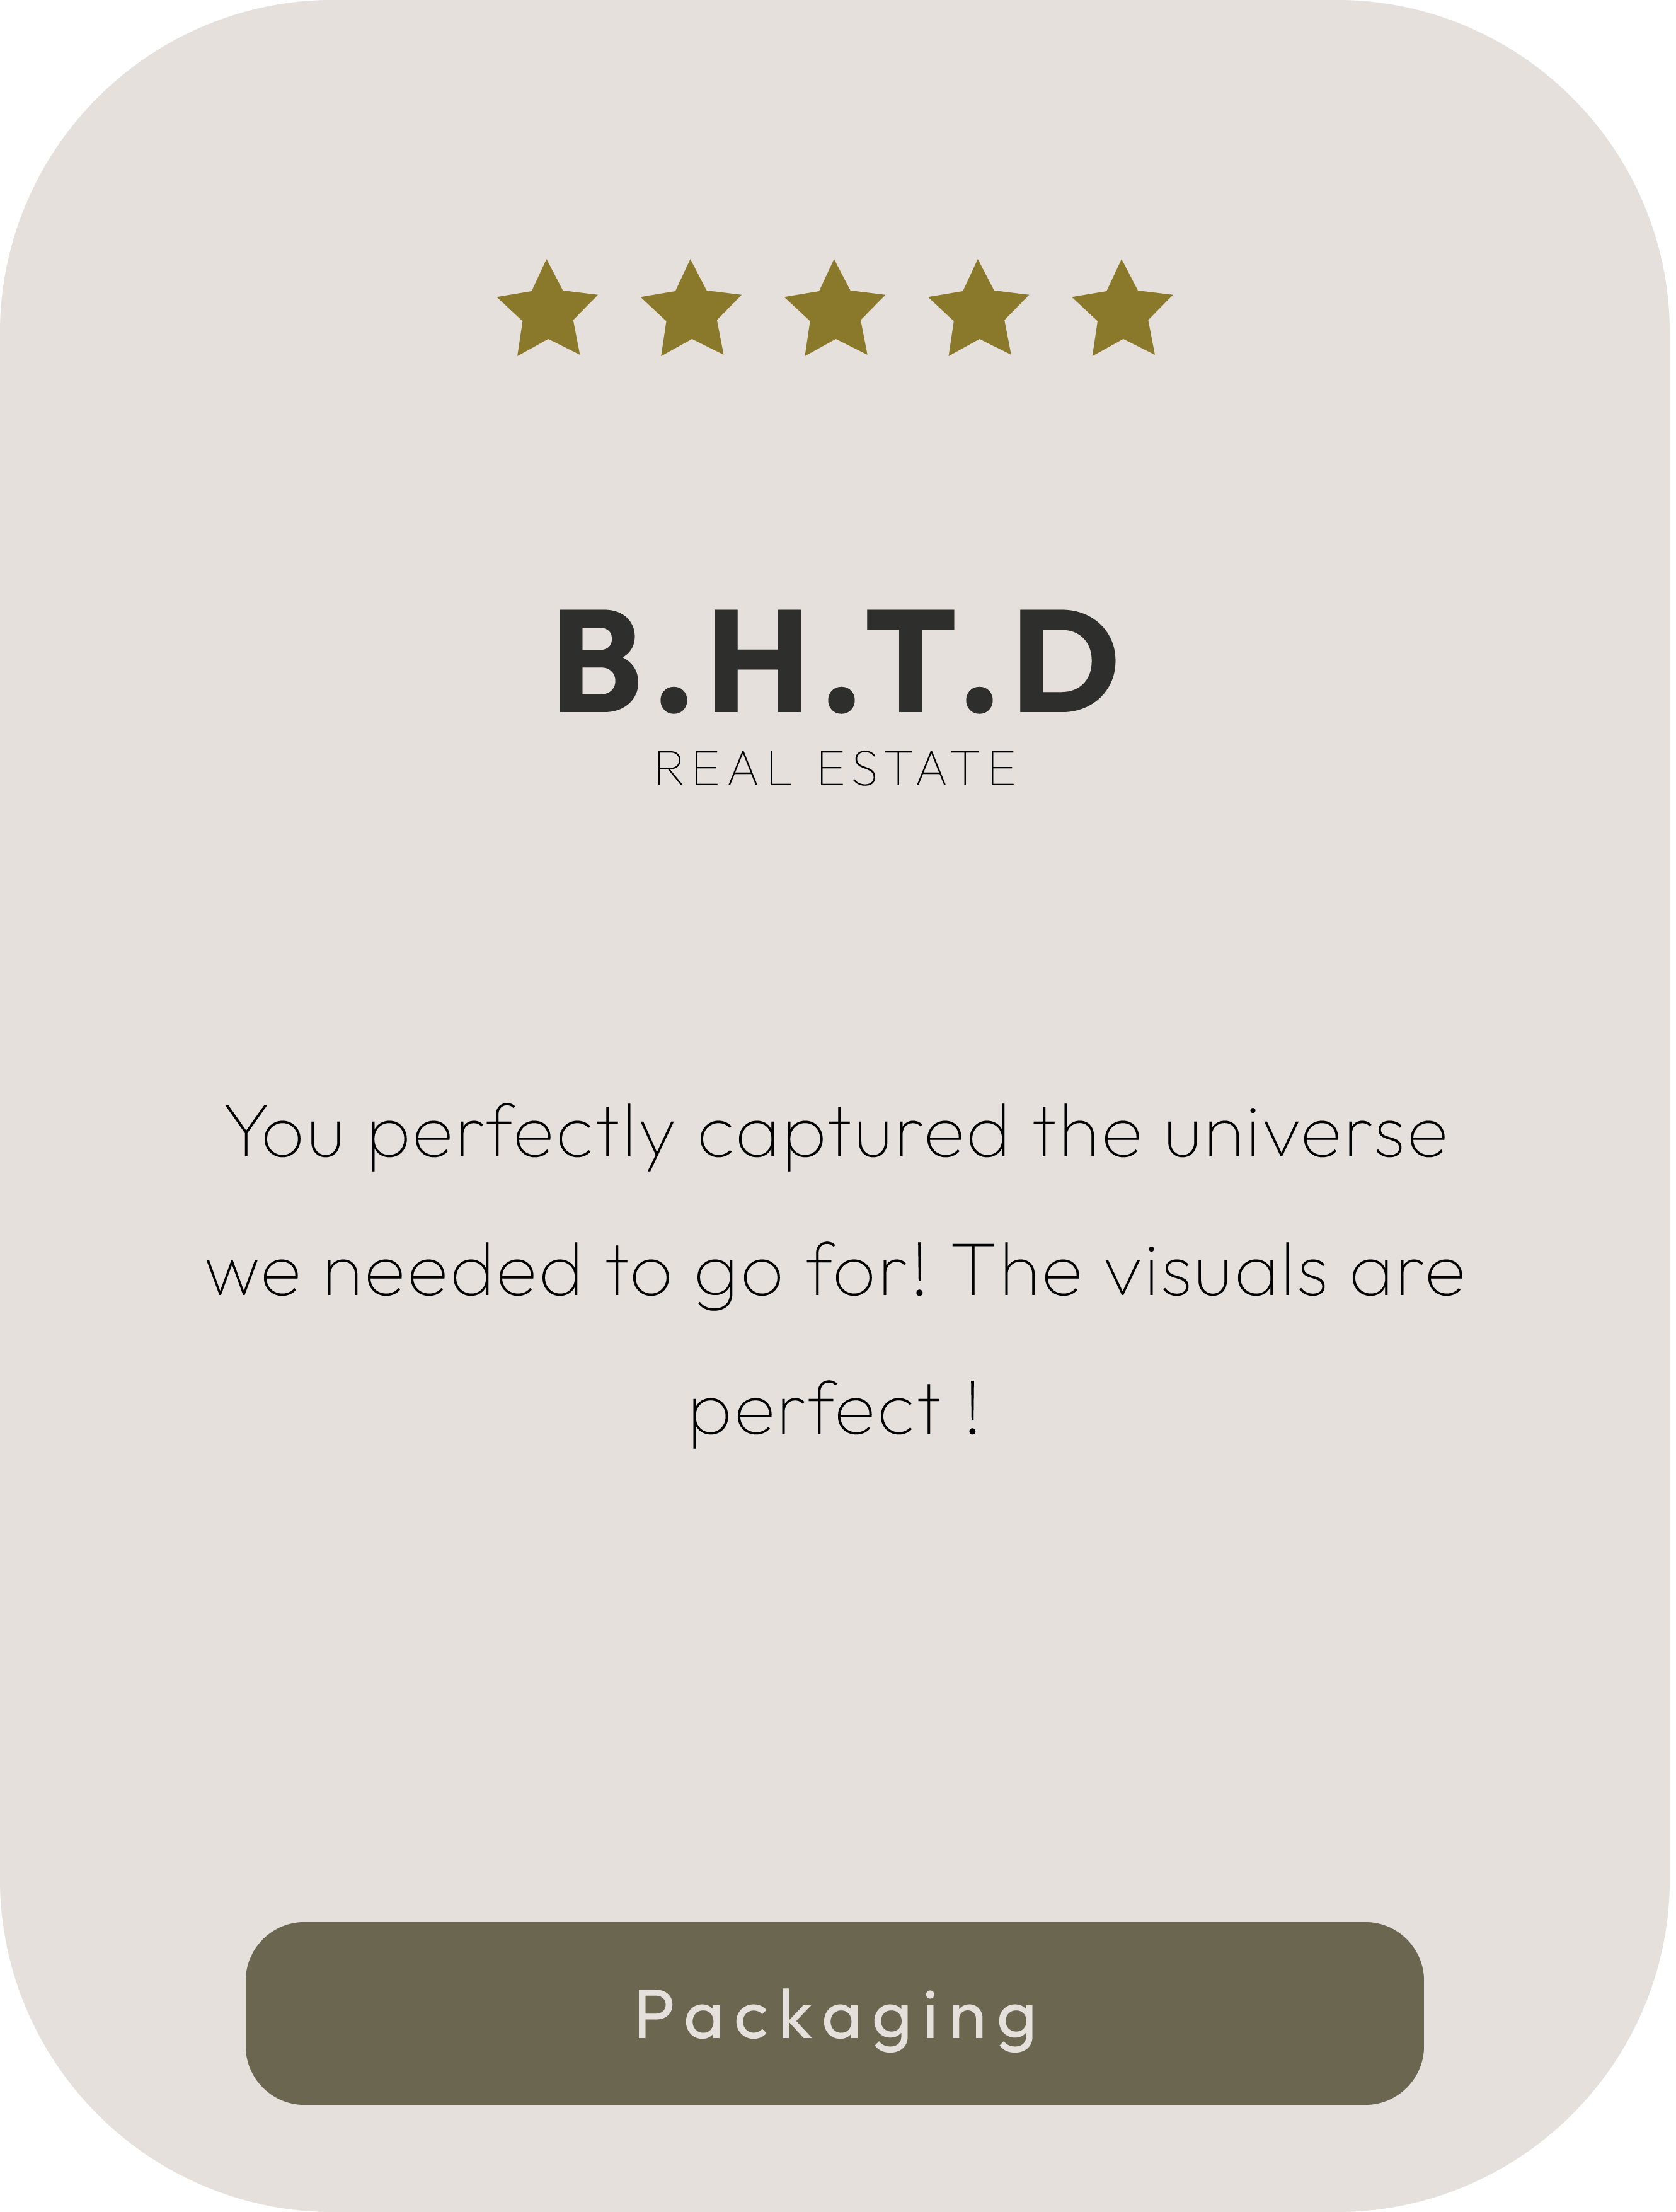 B.H.T.D
REAL ESTATE
You perfectly captured the universe
we needed to go for! The visuals are
perfect !
Packaging